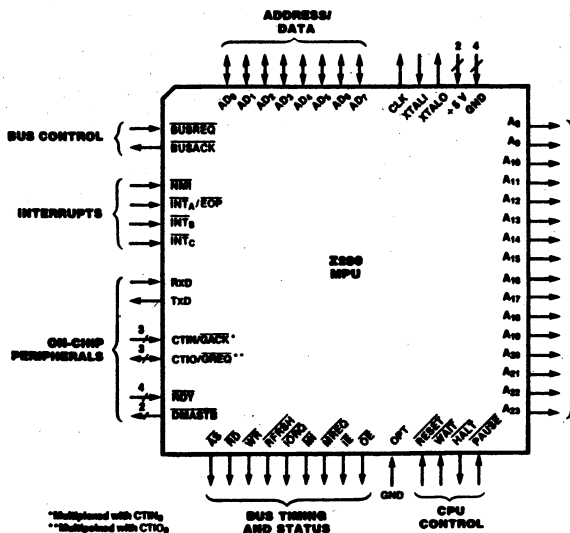 ADDRESS/
DATA
2 4
AD₀ AD₁ AD₂ AD₃ AD₄ AD₅ AD₆ AD₇ CLK XTALI XTALO +5 V GND
BUS CONTROL
BUSREQ
BUSACK
INTERRUPTS
NMI
INTA/EOP
INTB
INTC
Z280
MPU
ON-CHIP
PERIPHERALS
RXD
TXD
3 CTIN/GACK*
3 CTIO/GREQ**
4 RDY
2 DMASTB
A8
A9
A10
A11
A12
A13
A14
A15
A16
A17
A18
A19
A20
A21
A22
A23
AS RD WR RFRSH IORQ M1 MREQ IE OE OPT RESET WAIT HALT PAUSE
GND
BUS TIMING
AND STATUS
CPU
CONTROL
*Multiplexed with CTIN₀
**Multiplexed with CTIO₀